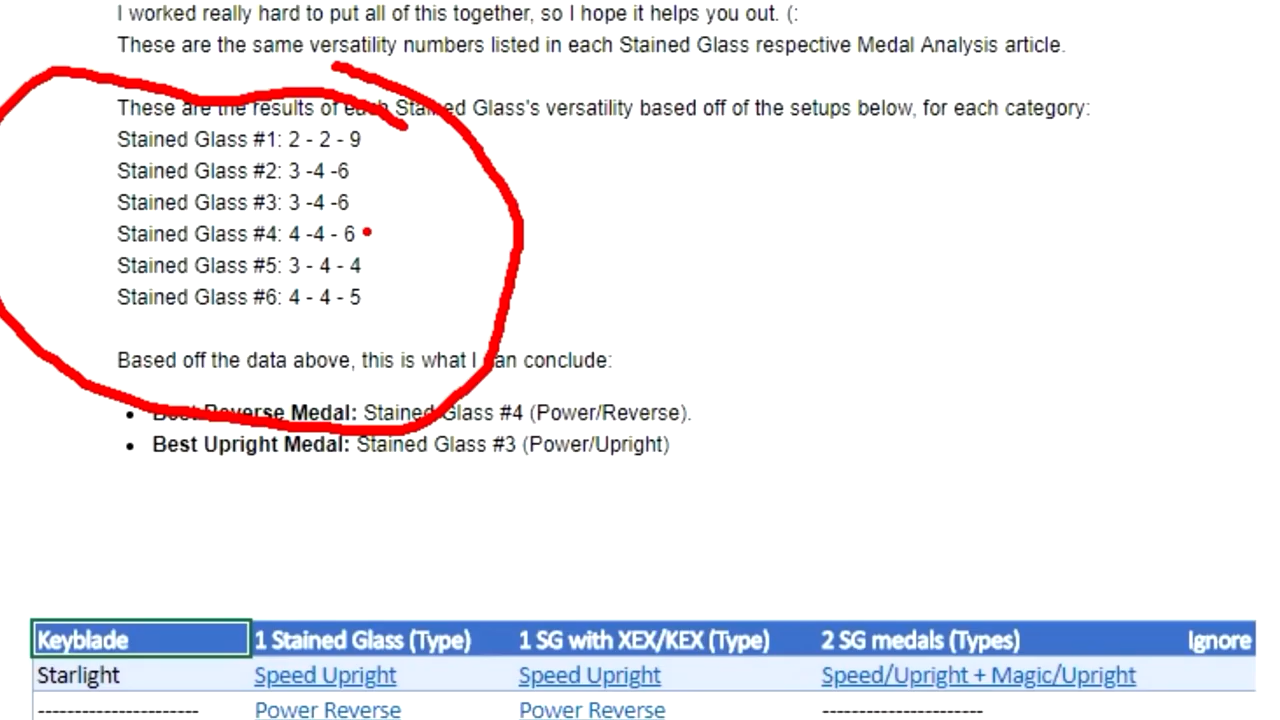 I worked really hard to put all of this together, so I hope it helps you out. (:
These are the same versatility numbers listed in each Stained Glass respective Medal Analysis article.
These are the results of each Stained Glass's versatility based off of the setups below, for each category:
Stained Glass #1: 2 - 2 - 9
Stained Glass #2: 3 -4 -6
Stained Glass #3: 3 -4 -6
Stained Glass #4: 4 -4 - 6
Stained Glass #5: 3 - 4 - 4
Stained Glass #6: 4 - 4 - 5
Based off the data above, this is what I can conclude:
• Best Reverse Medal: Stained Glass #4 (Power/Reverse).
• Best Upright Medal: Stained Glass #3 (Power/Upright)
Keyblade 1 Stained Glass (Type) 1 SG with XEX/KEX (Type) 2 SG medals (Types) Ignore
Starlight Speed Upright Speed Upright Speed/Upright + Magic/Upright
---------------------- Power Reverse Power Reverse ----------------------